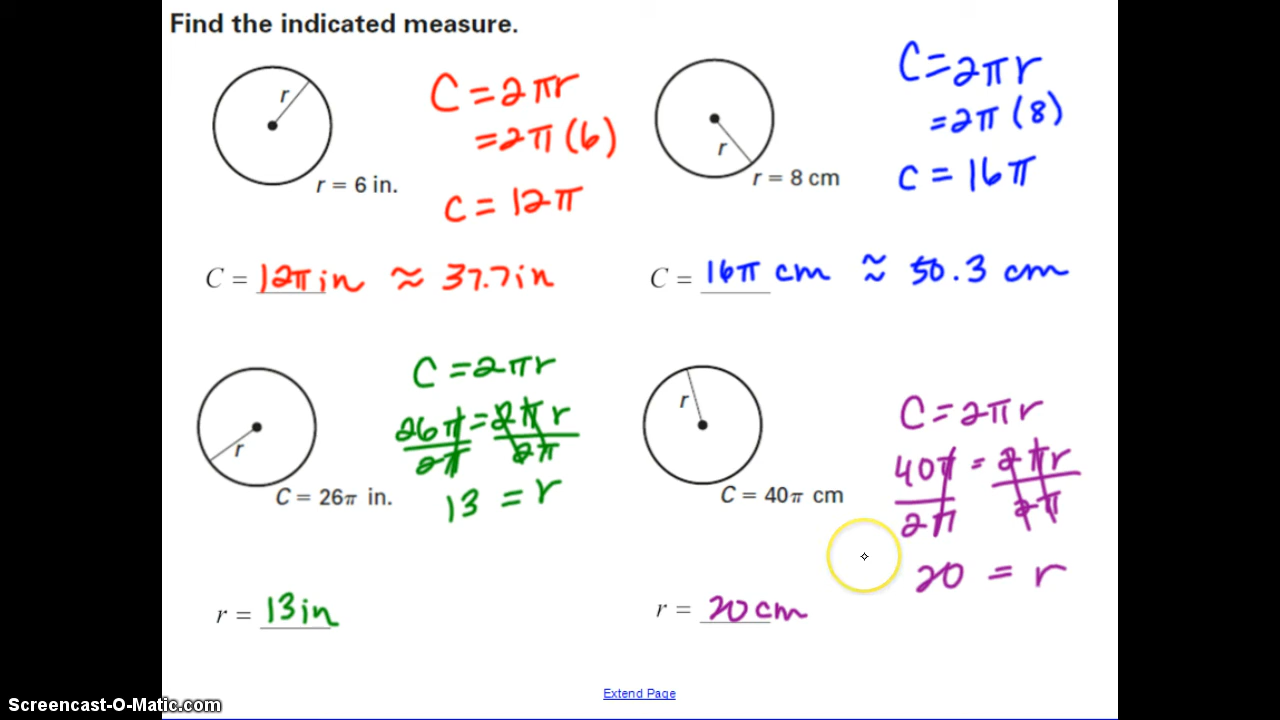 Find the indicated measure.
r
r = 6 in.
C = 2πr
= 2π (6)
C = 12π
C = 12π in ≈ 37.7 in
r
r = 8 cm
C = 2πr
= 2π (8)
C = 16π
C = 16π cm ≈ 50.3 cm
r
C = 26π in.
C = 2πr
26π = 2πr
2π 2π
13 = r
r = 13 in
r
C = 40π cm
C = 2πr
40π = 2πr
2π 2π
20 = r
r = 20 cm
Extend Page
Screencast-O-Matic.com